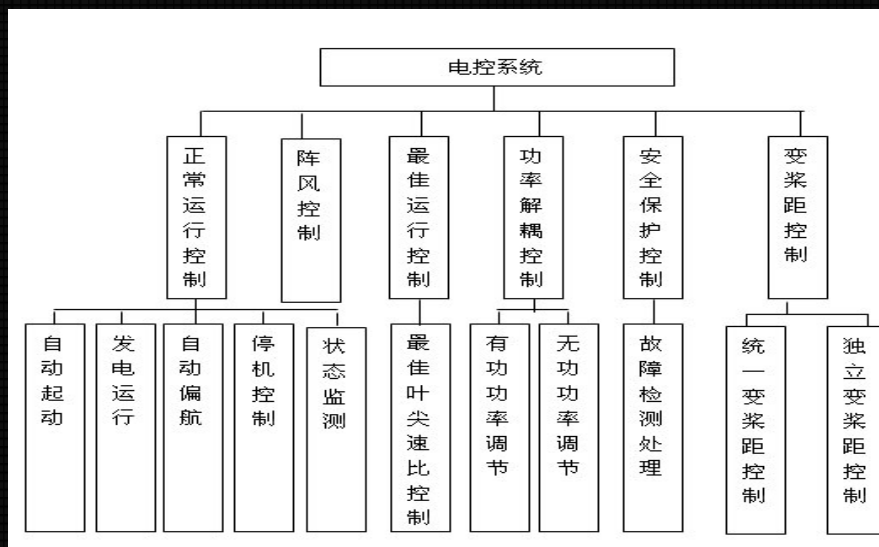 电控系统
正常运行控制
阵风控制
最佳运行控制
功率解耦控制
安全保护控制
变桨距控制
自动起动
发电运行
自动偏航
停机控制
状态监测
最佳叶尖速比控制
有功功率调节
无功功率调节
故障检测处理
统一变桨距控制
独立变桨距控制